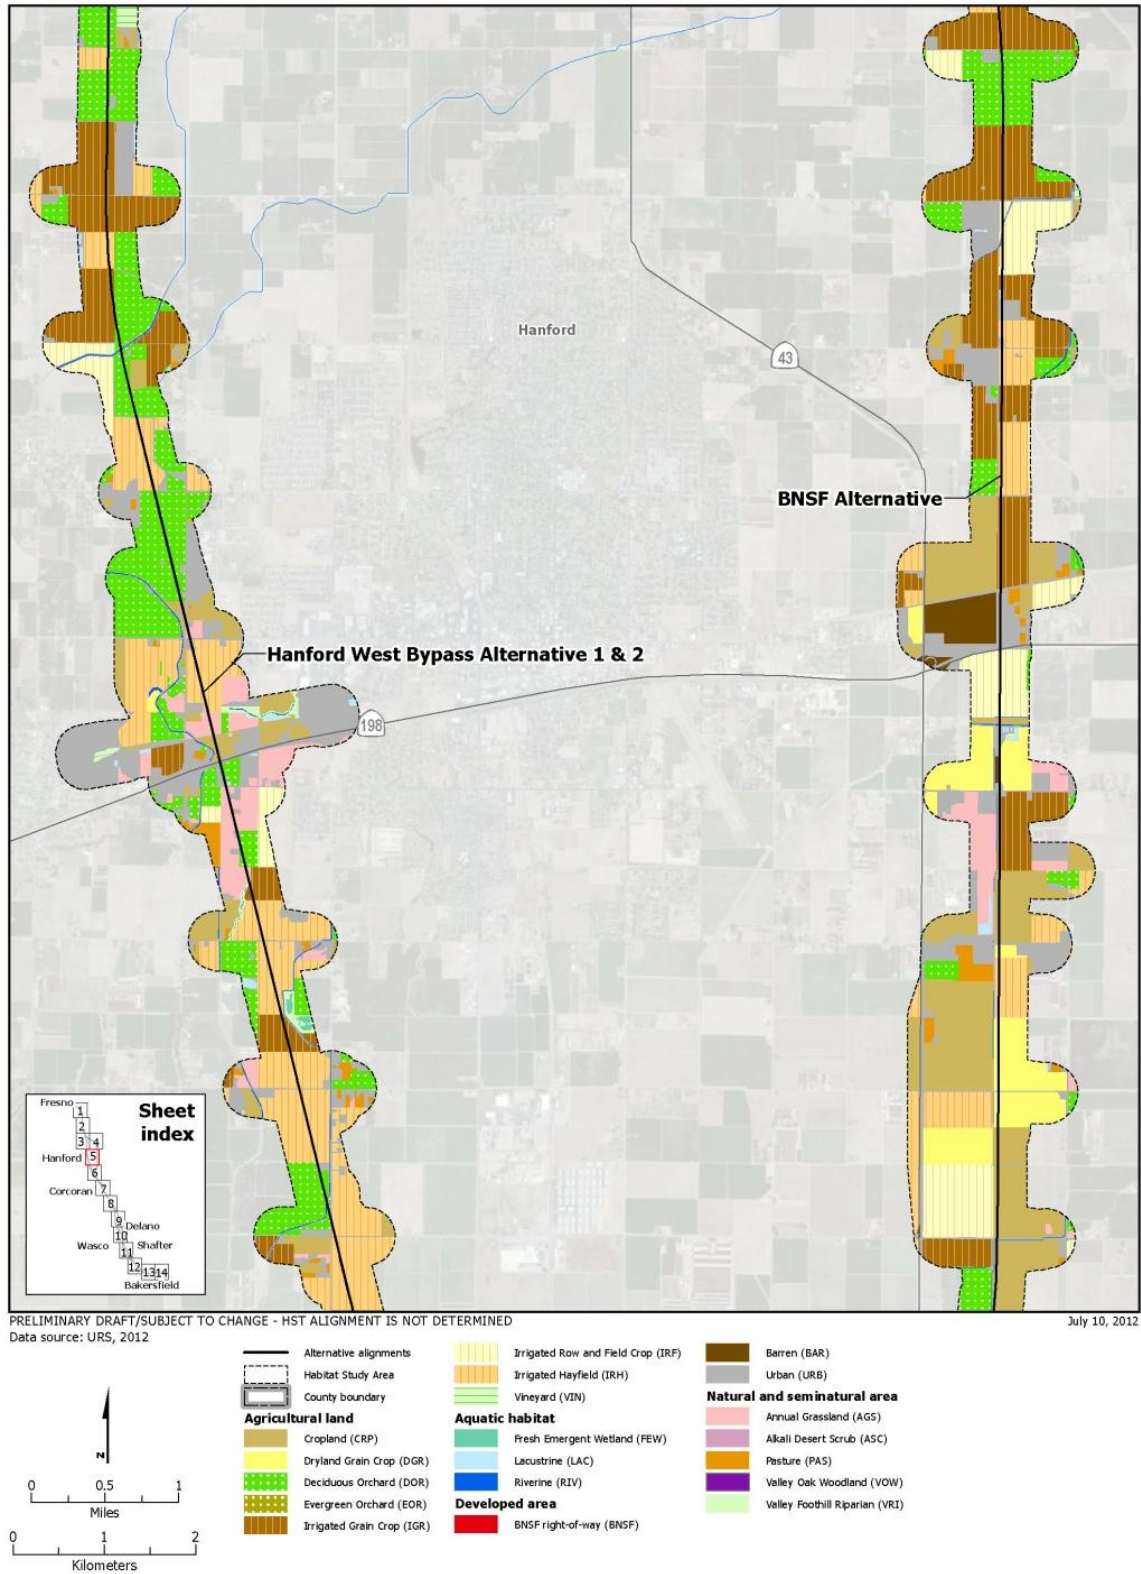 Hanford
43
BNSF Alternative
Hanford West Bypass Alternative 1 & 2
198
Sheet
index
Fresno
1
2
3
4
Hanford
5
6
Corcoran
7
8
9
Delano
10
Wasco
11
Shafter
12
13
14
Bakersfield
PRELIMINARY DRAFT/SUBJECT TO CHANGE - HST ALIGNMENT IS NOT DETERMINED
July 10, 2012
Data source: URS, 2012
N
0 0.5 1
Miles
0 1 2
Kilometers
Alternative alignments
Habitat Study Area
County boundary
Agricultural land
Cropland (CRP)
Dryland Grain Crop (DGR)
Deciduous Orchard (DOR)
Evergreen Orchard (EOR)
Irrigated Grain Crop (IGR)
Irrigated Row and Field Crop (IRF)
Irrigated Hayfield (IRH)
Vineyard (VIN)
Aquatic habitat
Fresh Emergent Wetland (FEW)
Lacustrine (LAC)
Riverine (RIV)
Developed area
BNSF right-of-way (BNSF)
Barren (BAR)
Urban (URB)
Natural and seminatural area
Annual Grassland (AGS)
Alkali Desert Scrub (ASC)
Pasture (PAS)
Valley Oak Woodland (VOW)
Valley Foothill Riparian (VRI)